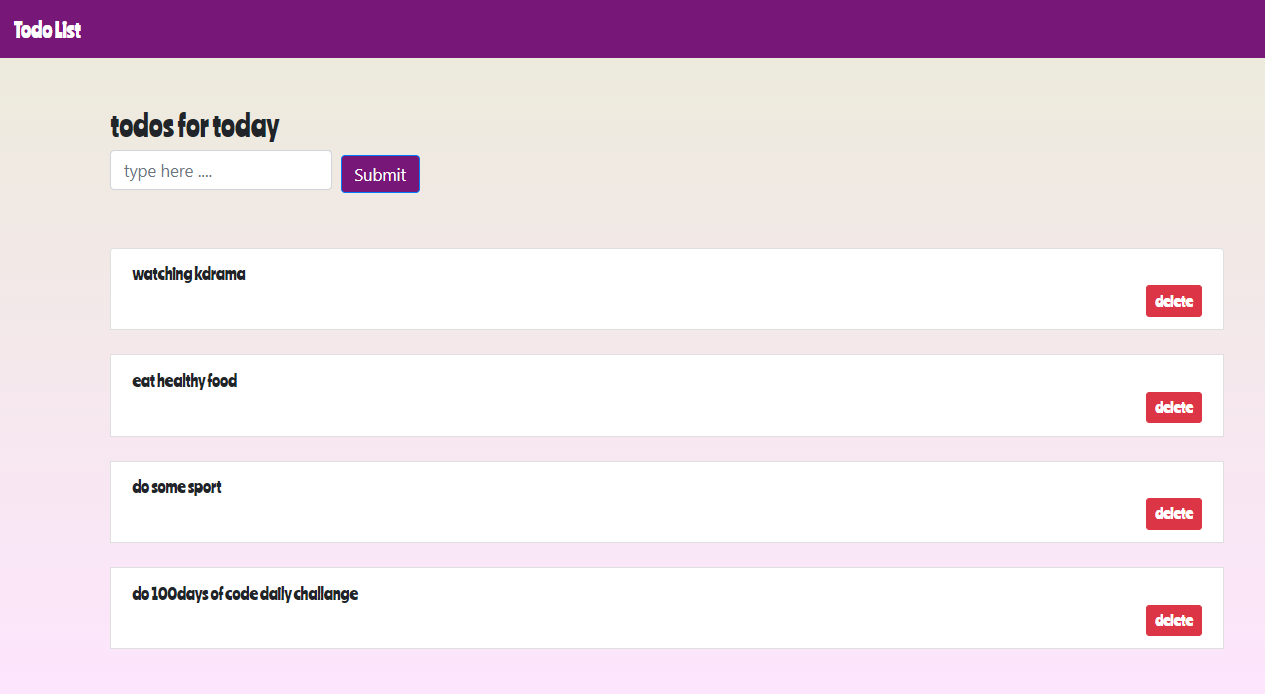 Todo List
todos for today
type here ....
Submit
watching kdrama
delete
eat healthy food
delete
do some sport
delete
do 100days of code daily challange
delete